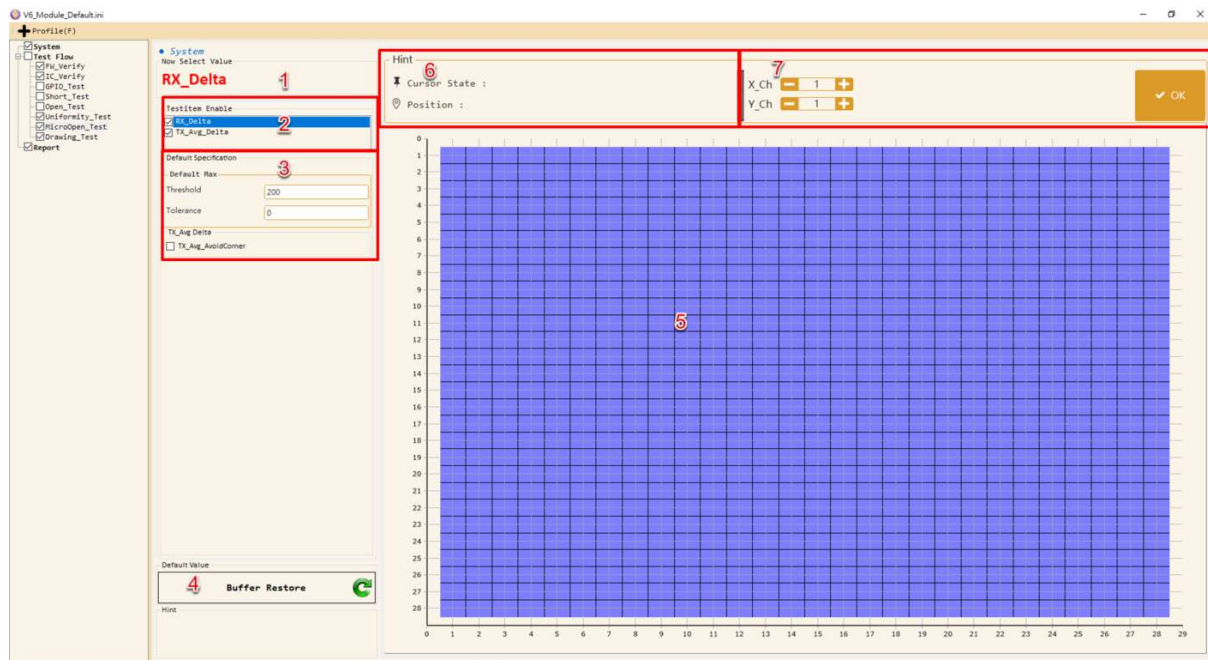 V6_Module_Default.ini
Profile(F)
System
Test Flow
FW_Verify
IC_Verify
GPIO_Test
Short_Test
Open_Test
Uniformity_Test
MicroOpen_Test
Drawing_Test
Report
System
Now Select Value
RX_Delta
1
Testitem Enable
RX_Delta
2
TX_Avg_Delta
Default Specification
3
Default Max
Threshold 200
Tolerance 0
TX_Avg Delta
TX_Avg_AvoidCorner
Default Value
4
Buffer Restore
Hint
Hint
6
Cursor State :
Position :
7
X_Ch 1
Y_Ch 1
OK
0
1
2
3
4
5
6
7
8
9
10
11
12
13
14
15
16
17
18
19
20
21
22
23
24
25
26
27
28
5
0 1 2 3 4 5 6 7 8 9 10 11 12 13 14 15 16 17 18 19 20 21 22 23 24 25 26 27 28 29